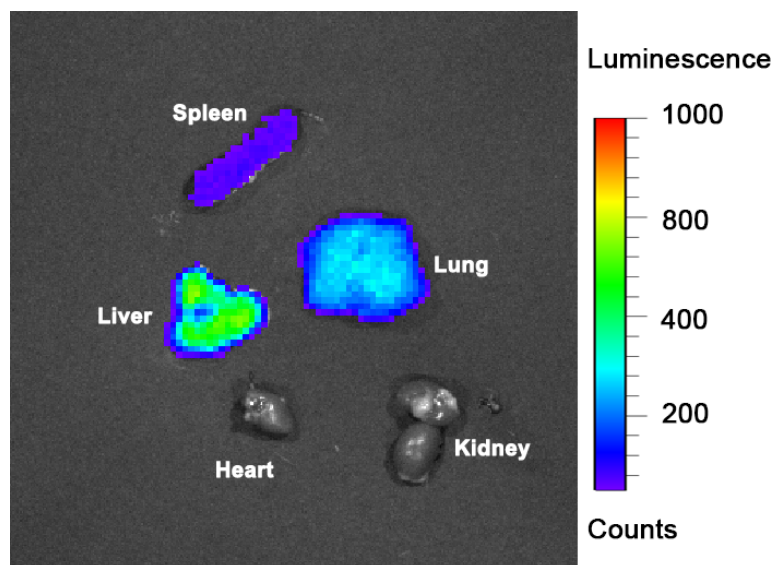 Luminescence
Spleen
1000
800
Lung
Liver
400
200
Heart
Kidney
Counts